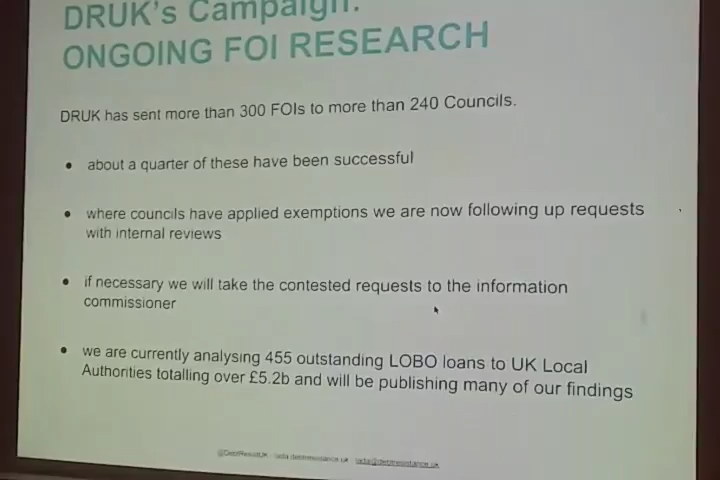 DRUK's Campaign:
ONGOING FOI RESEARCH
DRUK has sent more than 300 FOIs to more than 240 Councils.
• about a quarter of these have been successful
• where councils have applied exemptions we are now following up requests
with internal reviews
• if necessary we will take the contested requests to the information
commissioner
• we are currently analysing 455 outstanding LOBO loans to UK Local
Authorities totalling over £5.2b and will be publishing many of our findings
@DebtResistUK